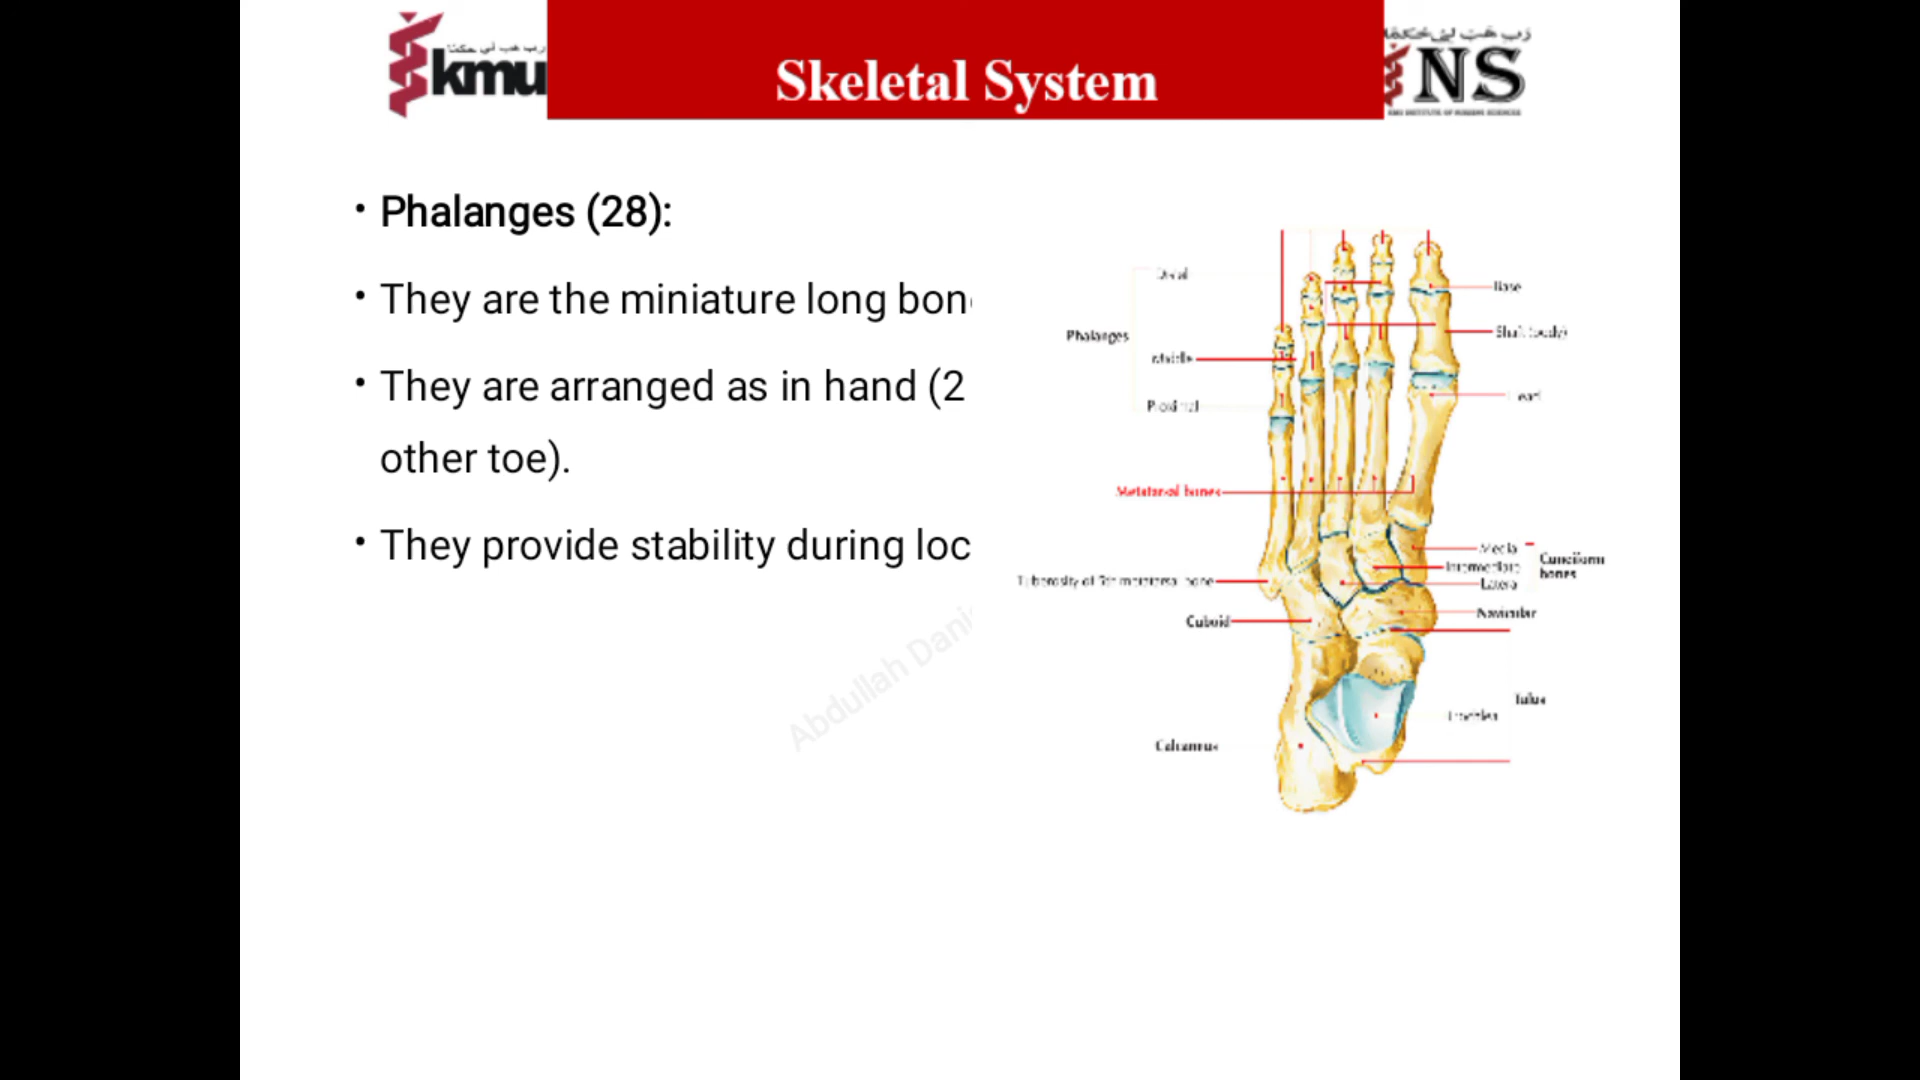 kmu
Skeletal System
NS
• Phalanges (28):
• They are the miniature long bon
• They are arranged as in hand (2
other toe).
• They provide stability during loc
Abdullah Dani
Base
Phalanges
Middle
Proximal
Metatarsal bones
Tuberosity of 5th metatarsal bone
Cuboid
Cuneiform
bones
Intermediate
Navicular
Talus
Calcaneus